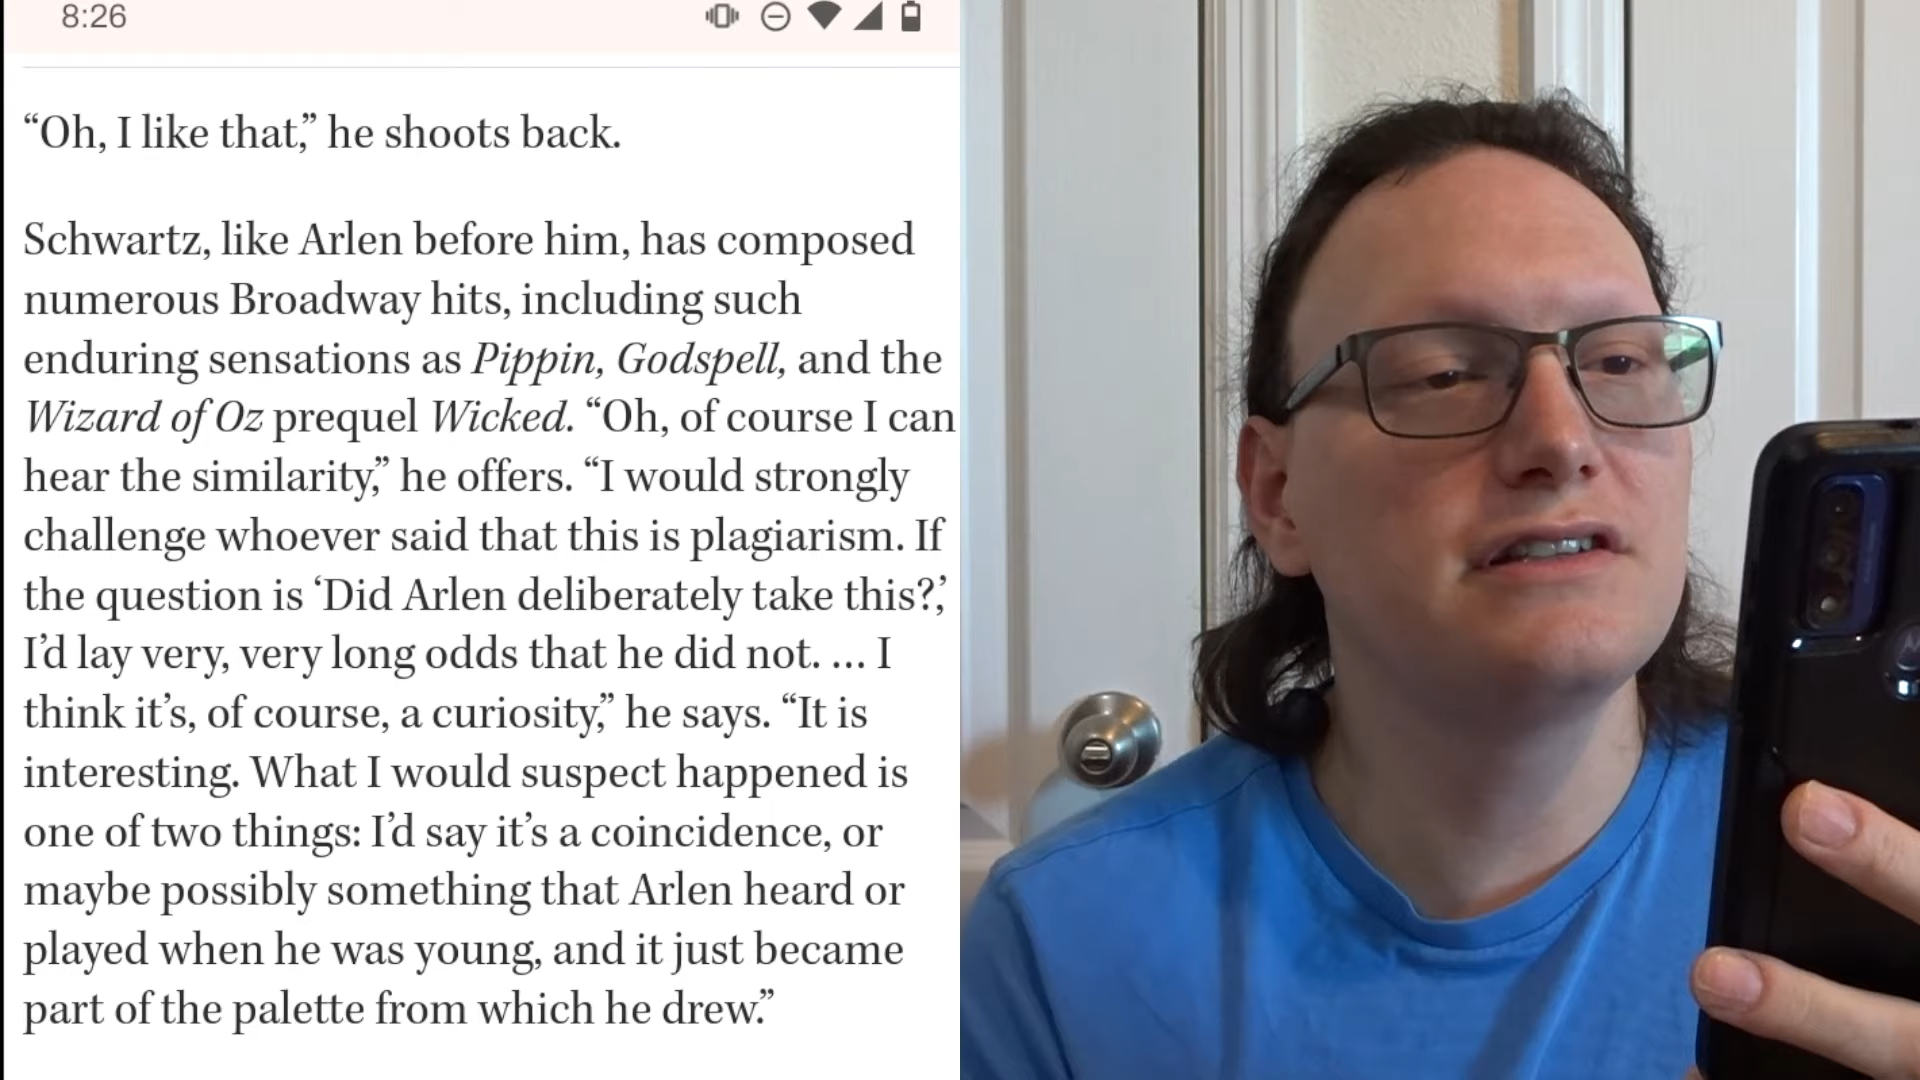 8:26
“Oh, I like that,” he shoots back.
Schwartz, like Arlen before him, has composed
numerous Broadway hits, including such
enduring sensations as Pippin, Godspell, and the
Wizard of Oz prequel Wicked. “Oh, of course I can
hear the similarity,” he offers. “I would strongly
challenge whoever said that this is plagiarism. If
the question is ‘Did Arlen deliberately take this?,’
I’d lay very, very long odds that he did not. … I
think it’s, of course, a curiosity,” he says. “It is
interesting. What I would suspect happened is
one of two things: I’d say it’s a coincidence, or
maybe possibly something that Arlen heard or
played when he was young, and it just became
part of the palette from which he drew.”